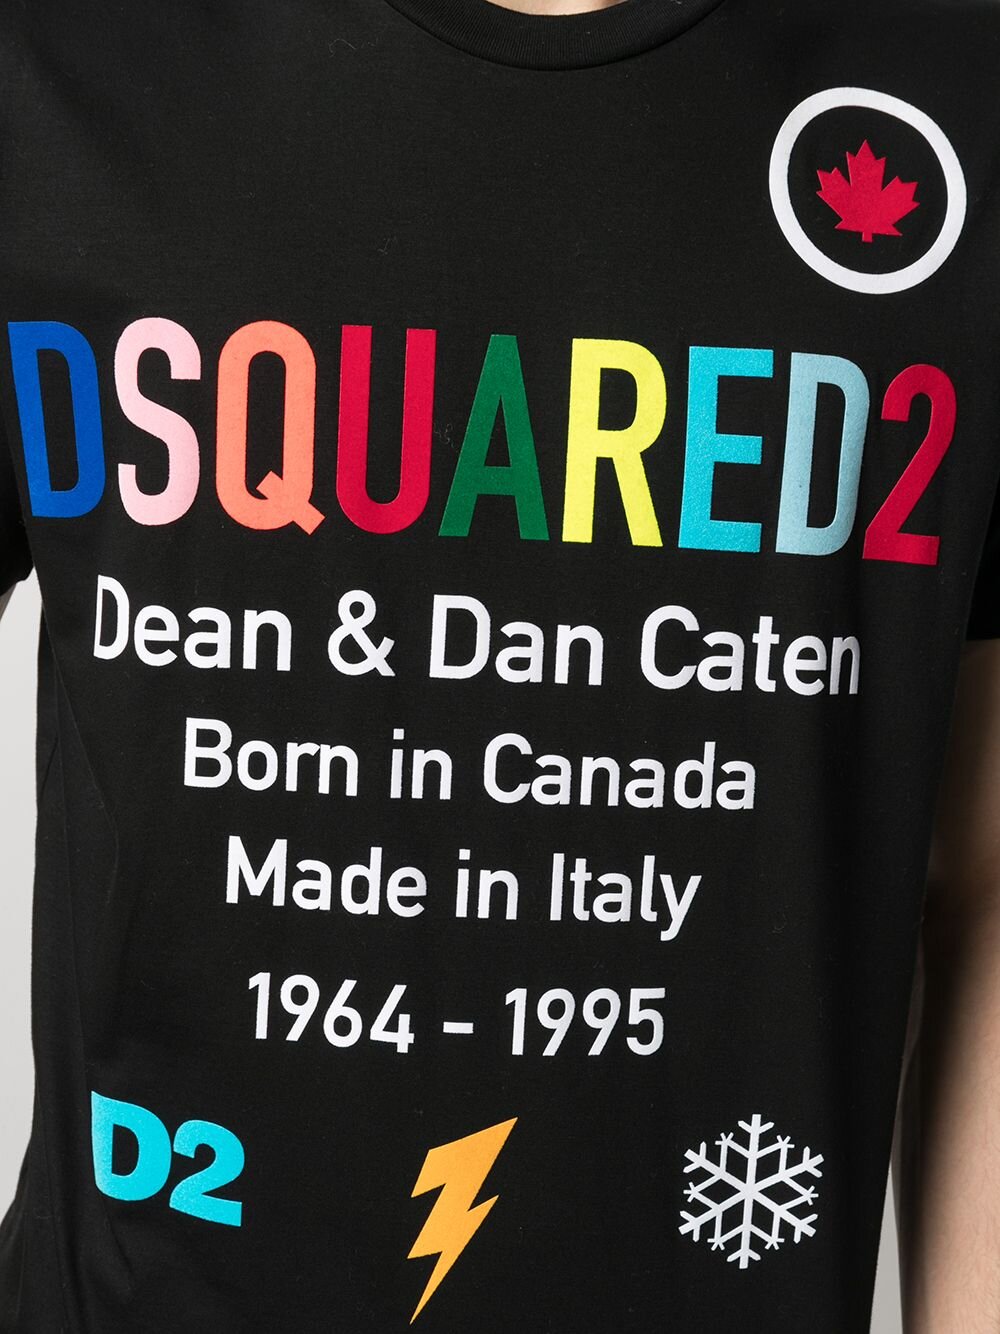 DSQUARED2
Dean & Dan Caten
Born in Canada
Made in Italy
1964 - 1995
D2